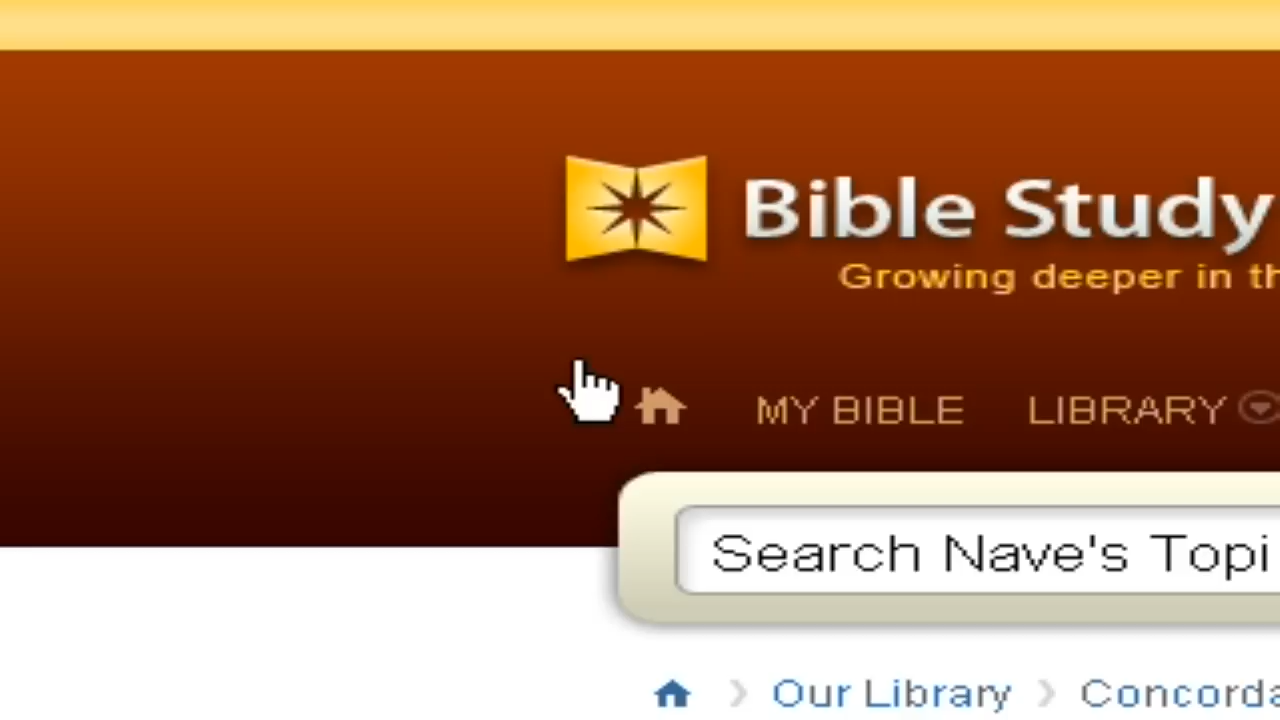 Bible Study
Growing deeper in th
MY BIBLE LIBRARY
Search Nave's Topi
Our Library Concorda